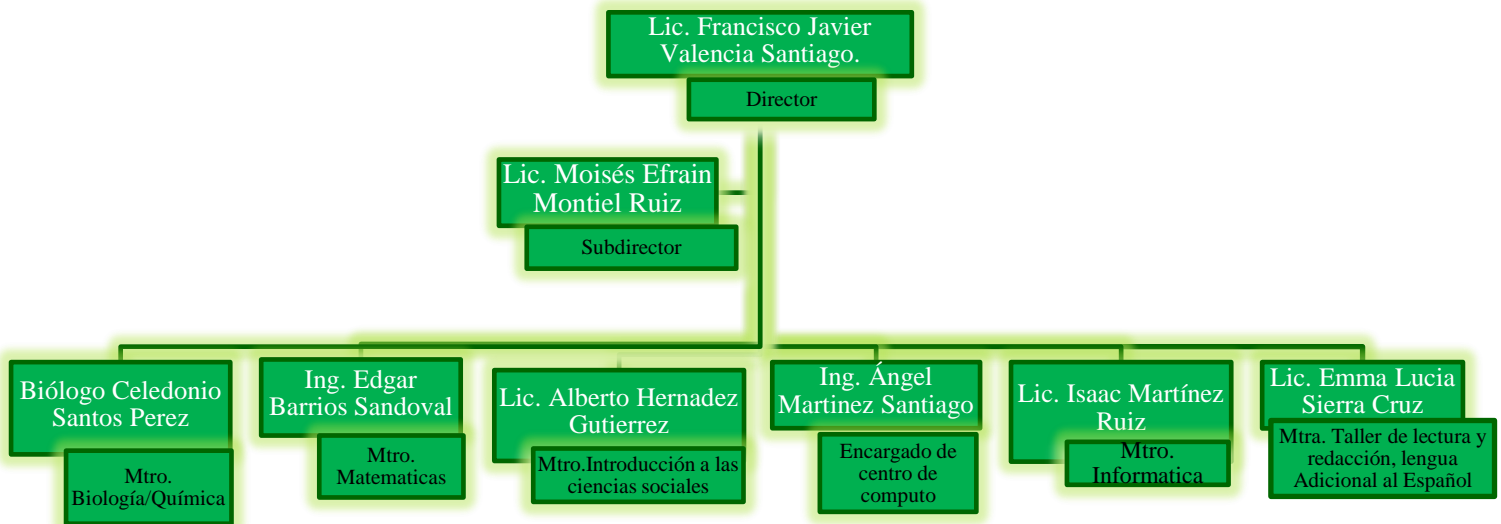 Lic. Francisco Javier
Valencia Santiago.
Director
Lic. Moisés Efrain
Montiel Ruiz
Subdirector
Biólogo Celedonio
Santos Perez
Mtro.
Biología/Química
Ing. Edgar
Barrios Sandoval
Mtro.
Matematicas
Lic. Alberto Hernadez
Gutierrez
Mtro.Introducción a las
ciencias sociales
Ing. Ángel
Martinez Santiago
Encargado de
centro de
computo
Lic. Isaac Martínez
Ruiz
Mtro.
Informatica
Lic. Emma Lucia
Sierra Cruz
Mtra. Taller de lectura y
redacción, lengua
Adicional al Español